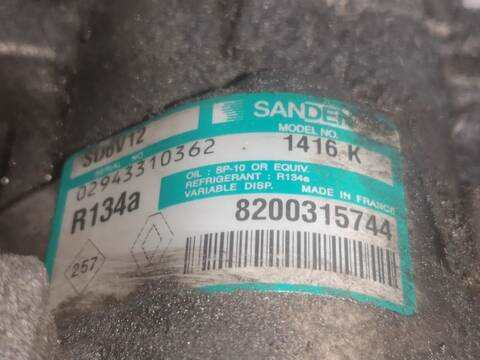 SANDEN
SD6V12
SERIAL NO.
MODEL NO.
02943310362
1416 K
R134a
OIL : SP-10 OR EQUIV.
REFRIGERANT : R134a
VARIABLE DISP. MADE IN FRANCE
8200315744
257